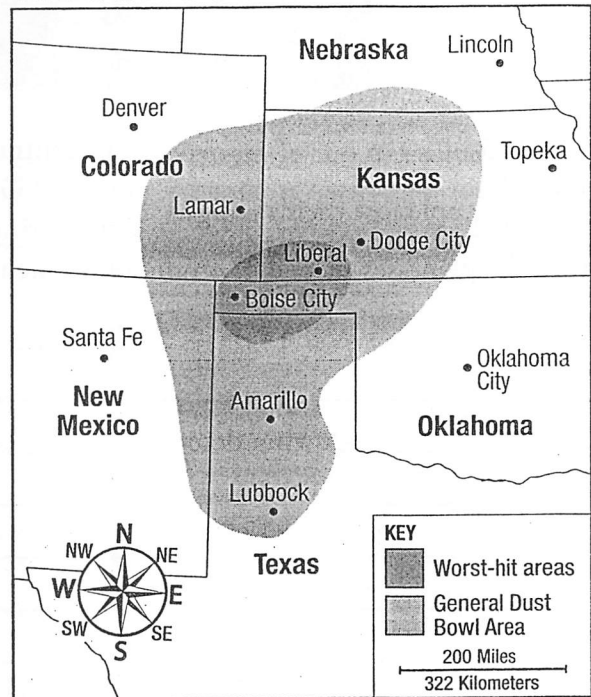 Nebraska
Lincoln
Denver
Colorado
Topeka
Kansas
Lamar
Dodge City
Liberal
Boise City
Santa Fe
New
Mexico
Amarillo
Oklahoma
City
Oklahoma
Lubbock
Texas
N
NW
NE
W
E
SW
SE
S
KEY
Worst-hit areas
General Dust
Bowl Area
200 Miles
322 Kilometers